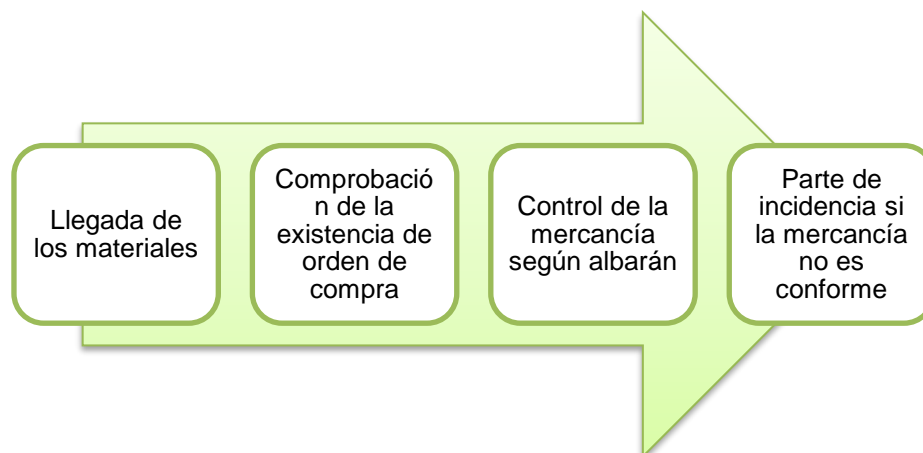 Llegada de
los materiales
Comprobació
n de la
existencia de
orden de
compra
Control de la
mercancía
según albarán
Parte de
incidencia si
la mercancía
no es
conforme